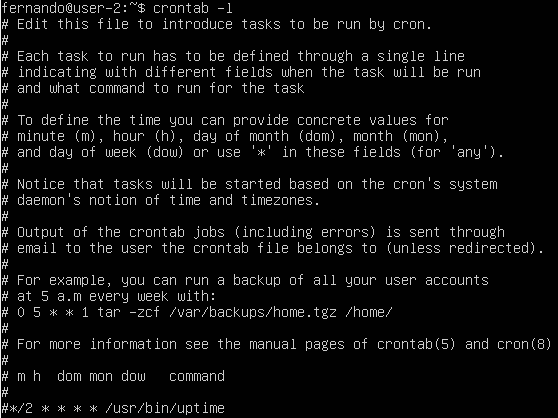 fernando@user-2:~$ crontab -l
# Edit this file to introduce tasks to be run by cron.
#
# Each task to run has to be defined through a single line
# indicating with different fields when the task will be run
# and what command to run for the task
#
# To define the time you can provide concrete values for
# minute (m), hour (h), day of month (dom), month (mon),
# and day of week (dow) or use '*' in these fields (for 'any').
#
# Notice that tasks will be started based on the cron's system
# daemon's notion of time and timezones.
#
# Output of the crontab jobs (including errors) is sent through
# email to the user the crontab file belongs to (unless redirected).
#
# For example, you can run a backup of all your user accounts
# at 5 a.m every week with:
# 0 5 * * 1 tar -zcf /var/backups/home.tgz /home/
#
# For more information see the manual pages of crontab(5) and cron(8)
#
# m h  dom mon dow   command
#
#*/2 * * * * /usr/bin/uptime